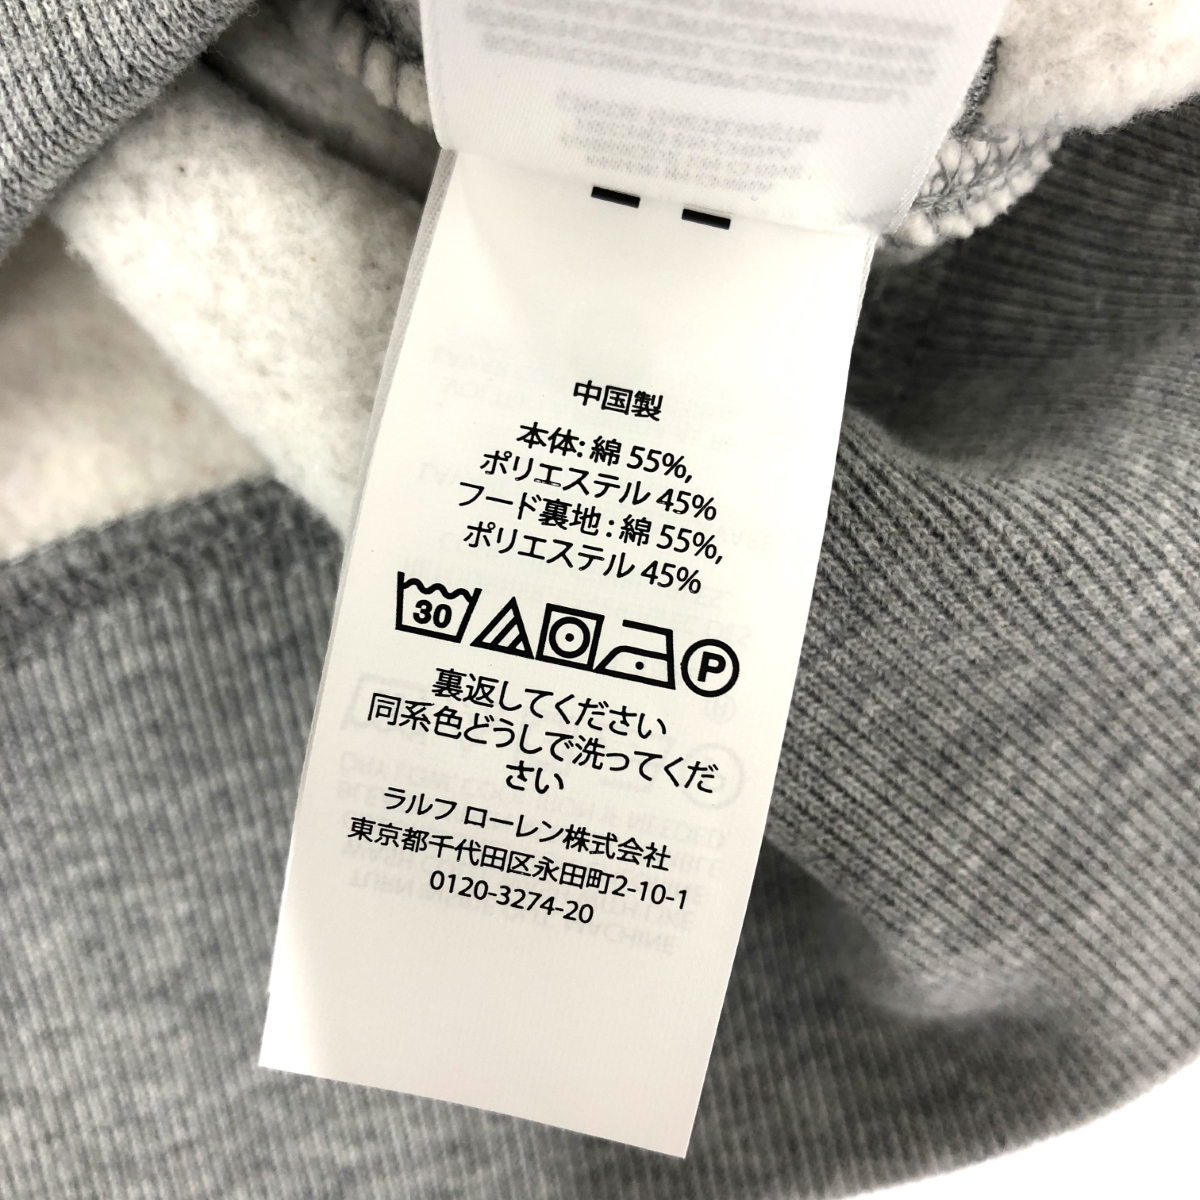 中国製
本体: 綿 55%,
ポリエステル 45%
フード裏地 : 綿 55%,
ポリエステル 45%
30 P
裏返してください
同系色どうしで洗ってくだ
さい
ラルフ ローレン株式会社
東京都千代田区永田町2-10-1
0120-3274-20